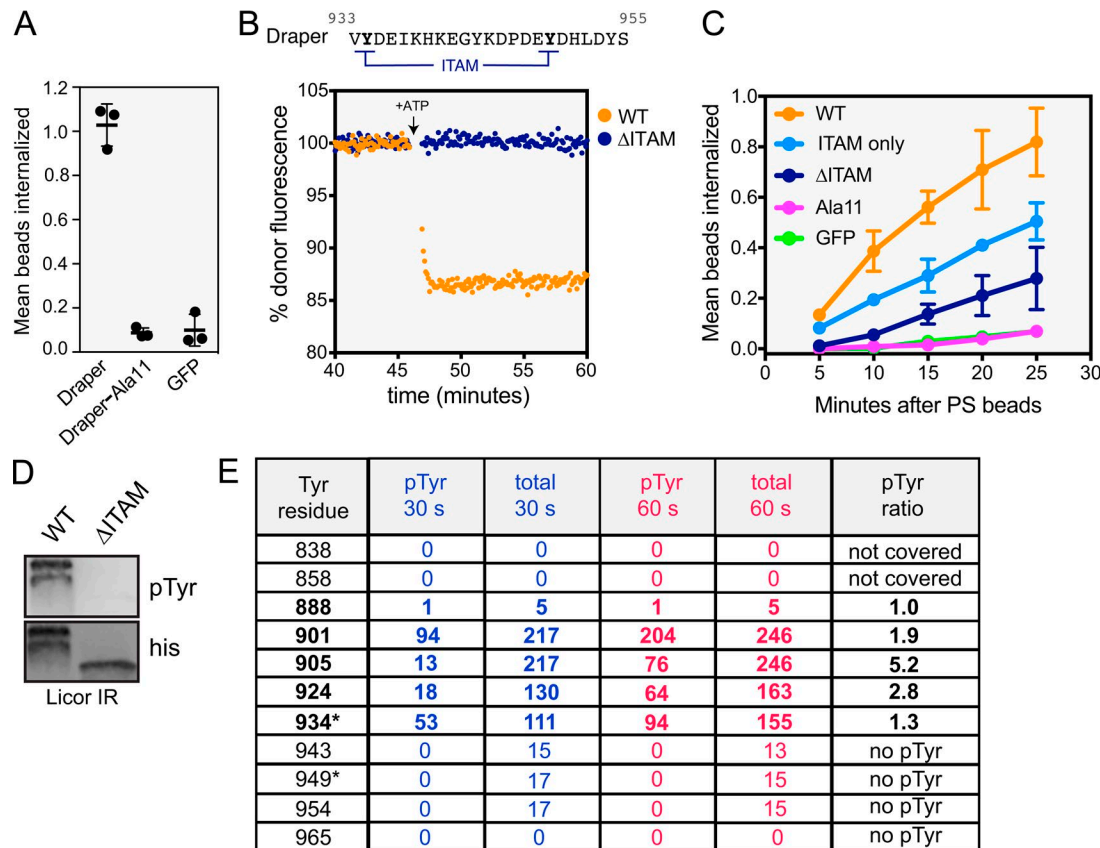 A
Mean beads internalized
1.2
1.0
0.8
0.6
0.4
0.2
0.0
Draper
Draper-Ala11
GFP
B
933
955
Draper VYDEIKHKEGYKDPDEYDHLDYS
ITAM
% donor fluorescence
100
95
90
85
80
+ATP
WT
ΔITAM
40 45 50 55 60
time (minutes)
C
Mean beads internalized
1.0
0.8
0.6
0.4
0.2
0.0
WT
ITAM only
ΔITAM
Ala11
GFP
0 5 10 15 20 25 30
Minutes after PS beads
D
WT
ΔITAM
pTyr
his
Licor IR
E
Tyr residue pTyr 30 s total 30 s pTyr 60 s total 60 s pTyr ratio
838 0 0 0 0 not covered
858 0 0 0 0 not covered
888 1 5 1 5 1.0
901 94 217 204 246 1.9
905 13 217 76 246 5.2
924 18 130 64 163 2.8
934* 53 111 94 155 1.3
943 0 15 0 13 no pTyr
949* 0 17 0 15 no pTyr
954 0 17 0 15 no pTyr
965 0 0 0 0 no pTyr